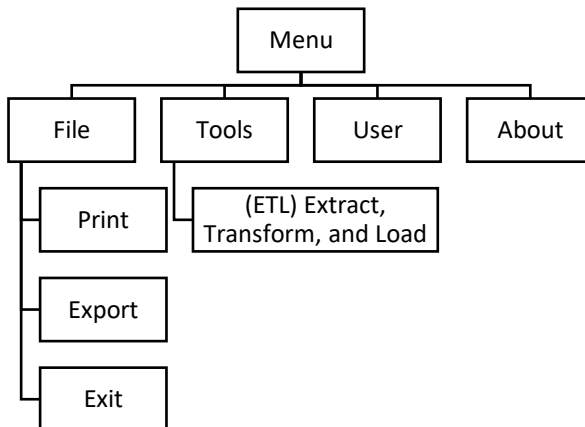 Menu
File
Tools
User
About
Print
(ETL) Extract,
Transform, and Load
Export
Exit